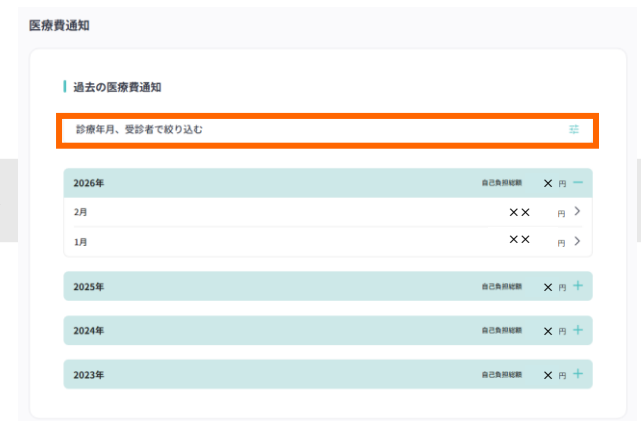 医療費通知
過去の医療費通知
診療年月、受診者で絞り込む
2026年 自己負担総額 × 円
2月 ×× 円
1月 ×× 円
2025年 自己負担総額 × 円
2024年 自己負担総額 × 円
2023年 自己負担総額 × 円